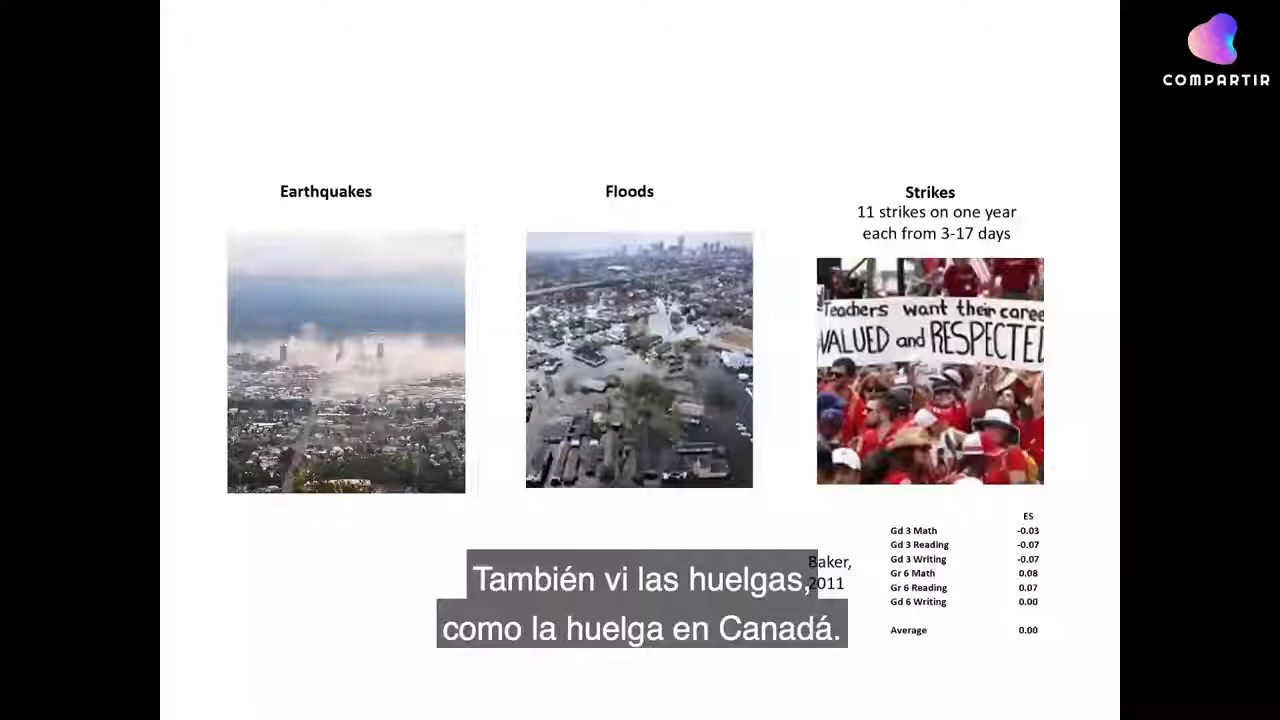 COMPARTIR
Earthquakes
Floods
Strikes
11 strikes on one year
each from 3-17 days
Teachers want their caree
VALUED and RESPECTE
ES
Gd 3 Math -0.03
Gd 3 Reading -0.07
Gd 3 Writing -0.07
Gr 6 Math 0.08
Gr 6 Reading 0.07
Gd 6 Writing 0.00
Average 0.00
Baker,
2011
También vi las huelgas,
como la huelga en Canadá.